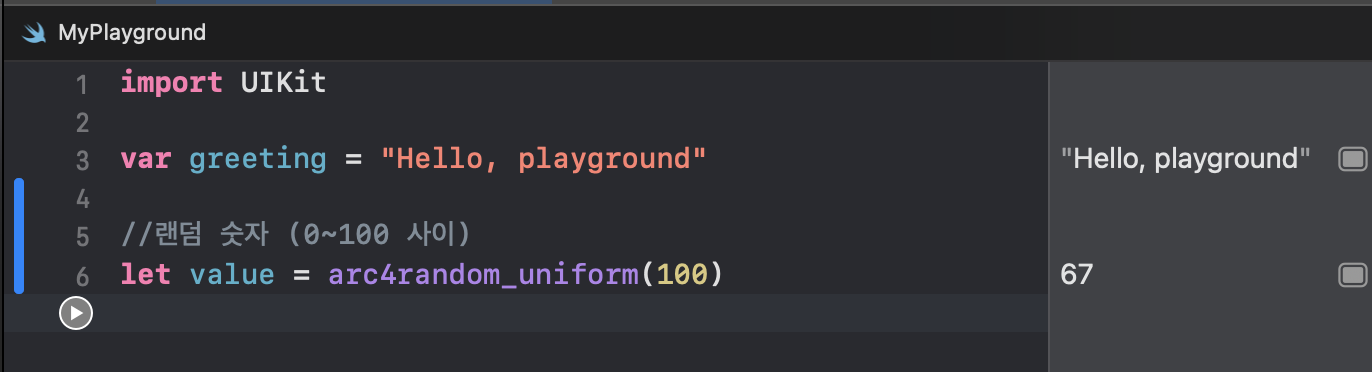 MyPlayground
1 import UIKit
2
3 var greeting = "Hello, playground" "Hello, playground"
4
5 //랜덤 숫자 (0~100 사이)
6 let value = arc4random_uniform(100) 67